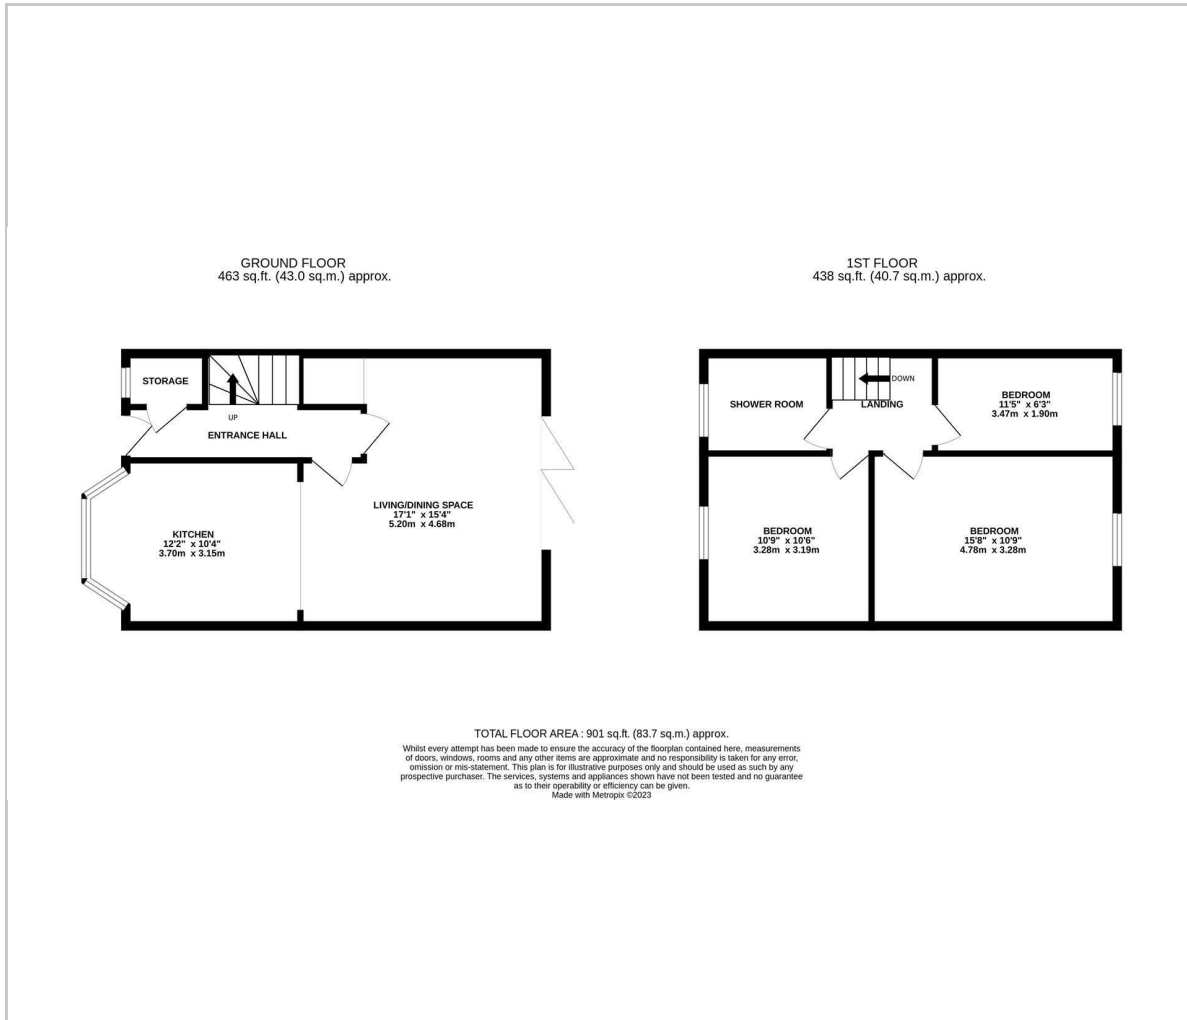 GROUND FLOOR
463 sq.ft. (43.0 sq.m.) approx.
STORAGE
UP
ENTRANCE HALL
LIVING/DINING SPACE
17'1" x 15'4"
5.20m x 4.68m
KITCHEN
12'2" x 10'4"
3.70m x 3.15m
1ST FLOOR
438 sq.ft. (40.7 sq.m.) approx.
SHOWER ROOM
DOWN
LANDING
BEDROOM
11'5" x 6'3"
3.47m x 1.90m
BEDROOM
10'9" x 10'6"
3.28m x 3.19m
BEDROOM
15'8" x 10'9"
4.78m x 3.28m
TOTAL FLOOR AREA : 901 sq.ft. (83.7 sq.m.) approx.
Whilst every attempt has been made to ensure the accuracy of the floorplan contained here, measurements
of doors, windows, rooms and any other items are approximate and no responsibility is taken for any error,
omission or mis-statement. This plan is for illustrative purposes only and should be used as such by any
prospective purchaser. The services, systems and appliances shown have not been tested and no guarantee
as to their operability or efficiency can be given.
Made with Metropix ©2023